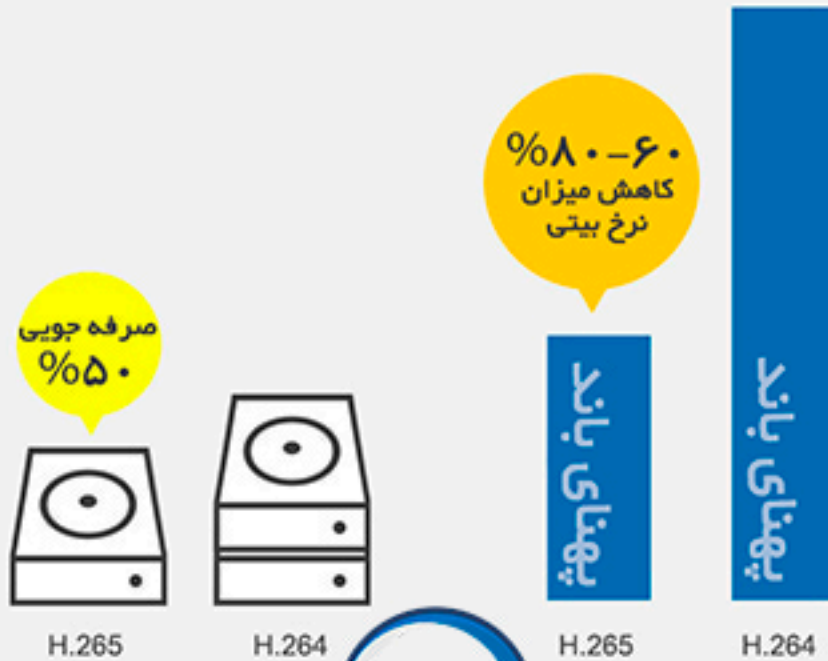 %۸۰-۶۰
کاهش میزان
نرخ بیتی
صرفه جویی
%۵۰
پهنای باند
پهنای باند
H.265
H.264
H.265
H.264